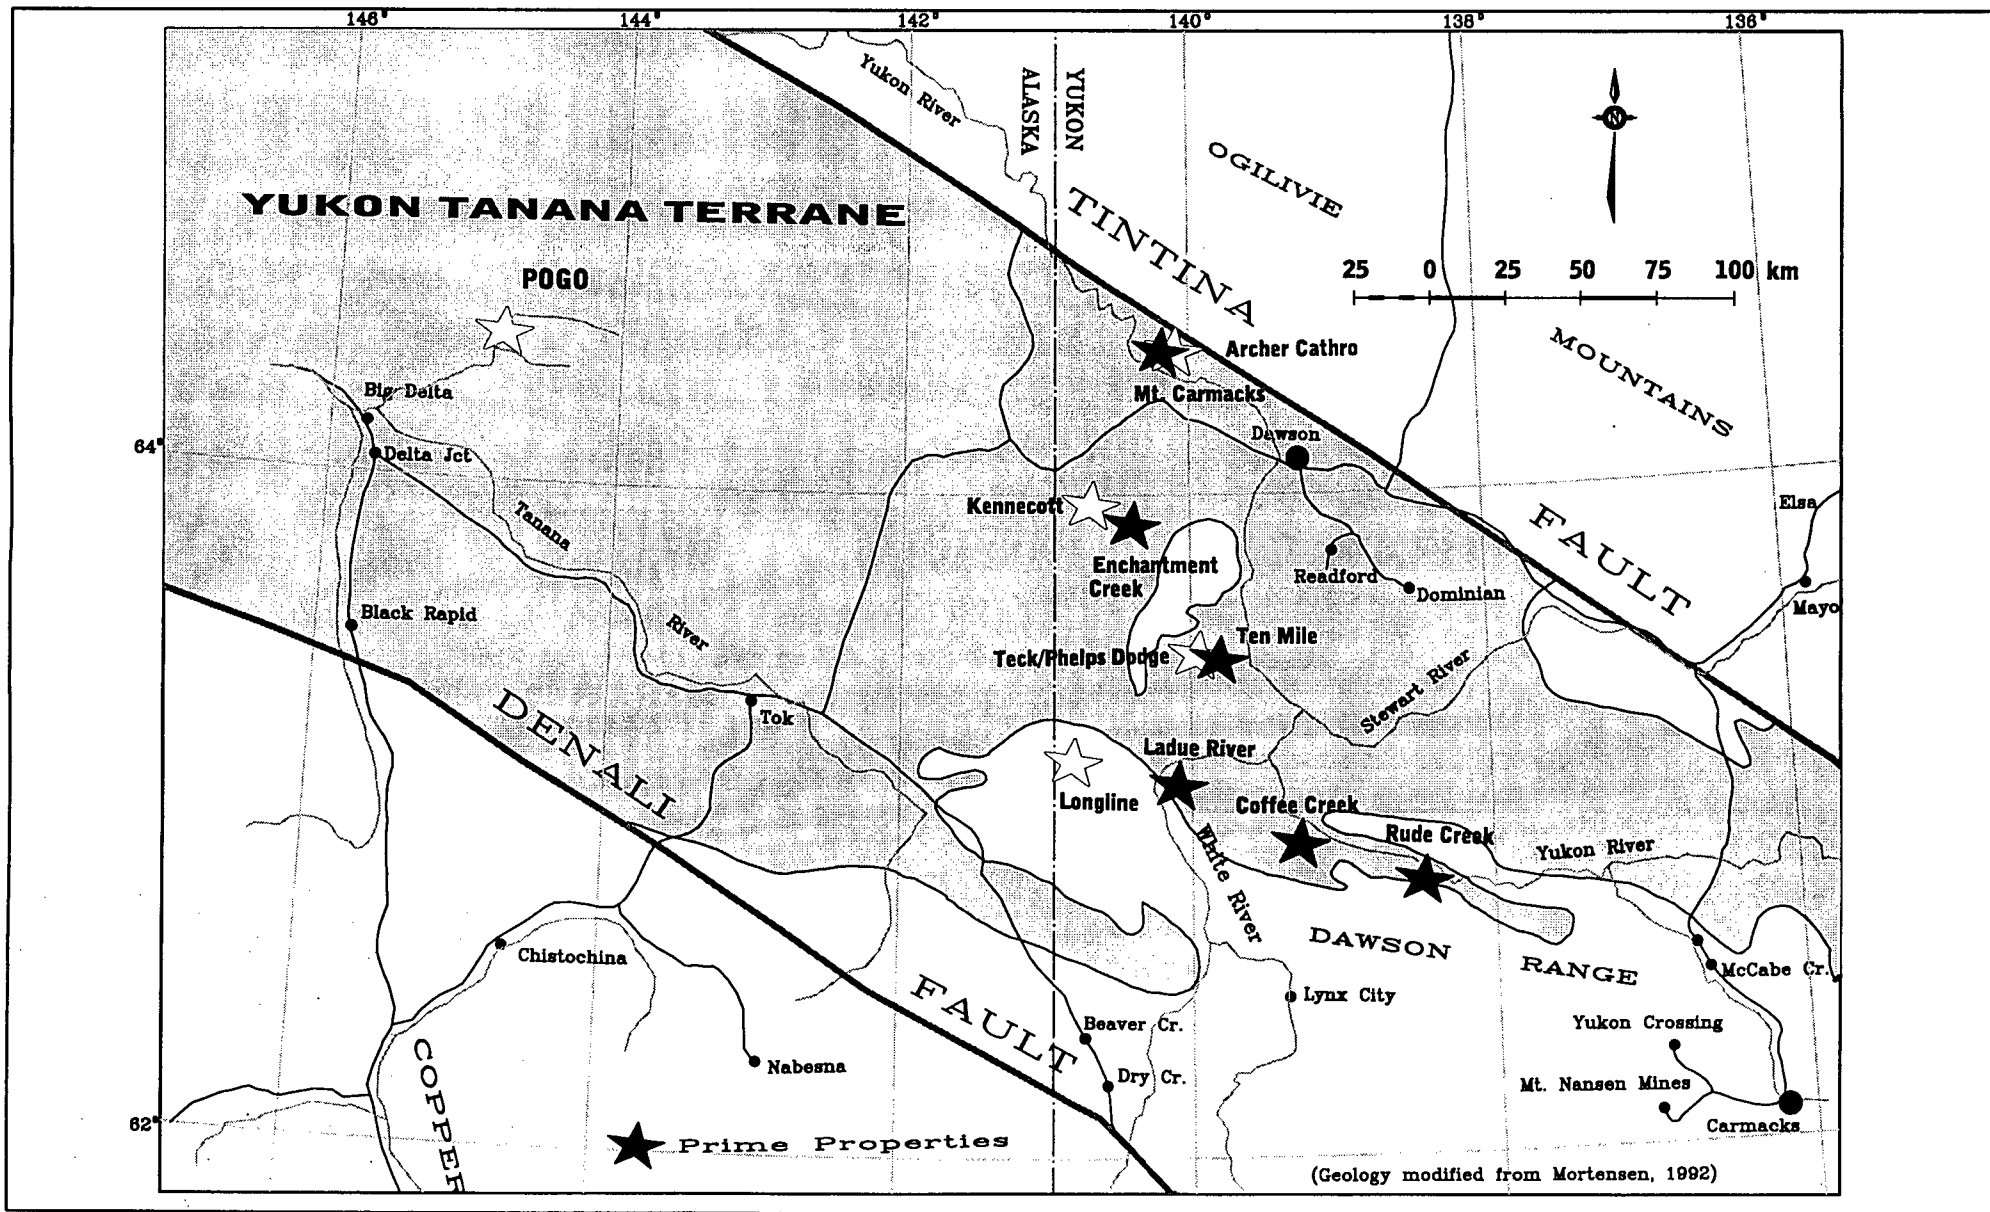 146°
144°
142°
140°
138°
136°
Yukon River
ALASKA
YUKON
N
OGILIVIE
YUKON TANANA TERRANE
TINTINA
POGO
25 0 25 50 75 100 km
MOUNTAINS
Archer Cathro
Mt. Carmacks
Big Delta
Dawson
64°
Delta Jct
Kennecott
Tanana
FAULT
Elsa
Enchantment
Creek
Readford
Dominian
Mayo
Black Rapid
River
Ten Mile
Teck/Phelps Dodge
Stewart River
DENALI
Tok
Ladue River
Longline
Coffee Creek
Rude Creek
White River
Yukon River
DAWSON
RANGE
Chistochina
McCabe Cr.
FAULT
Lynx City
Beaver Cr.
Yukon Crossing
COPPER
Nabesna
Dry Cr.
Mt. Nansen Mines
62°
Carmacks
Prime Properties
(Geology modified from Mortensen, 1992)